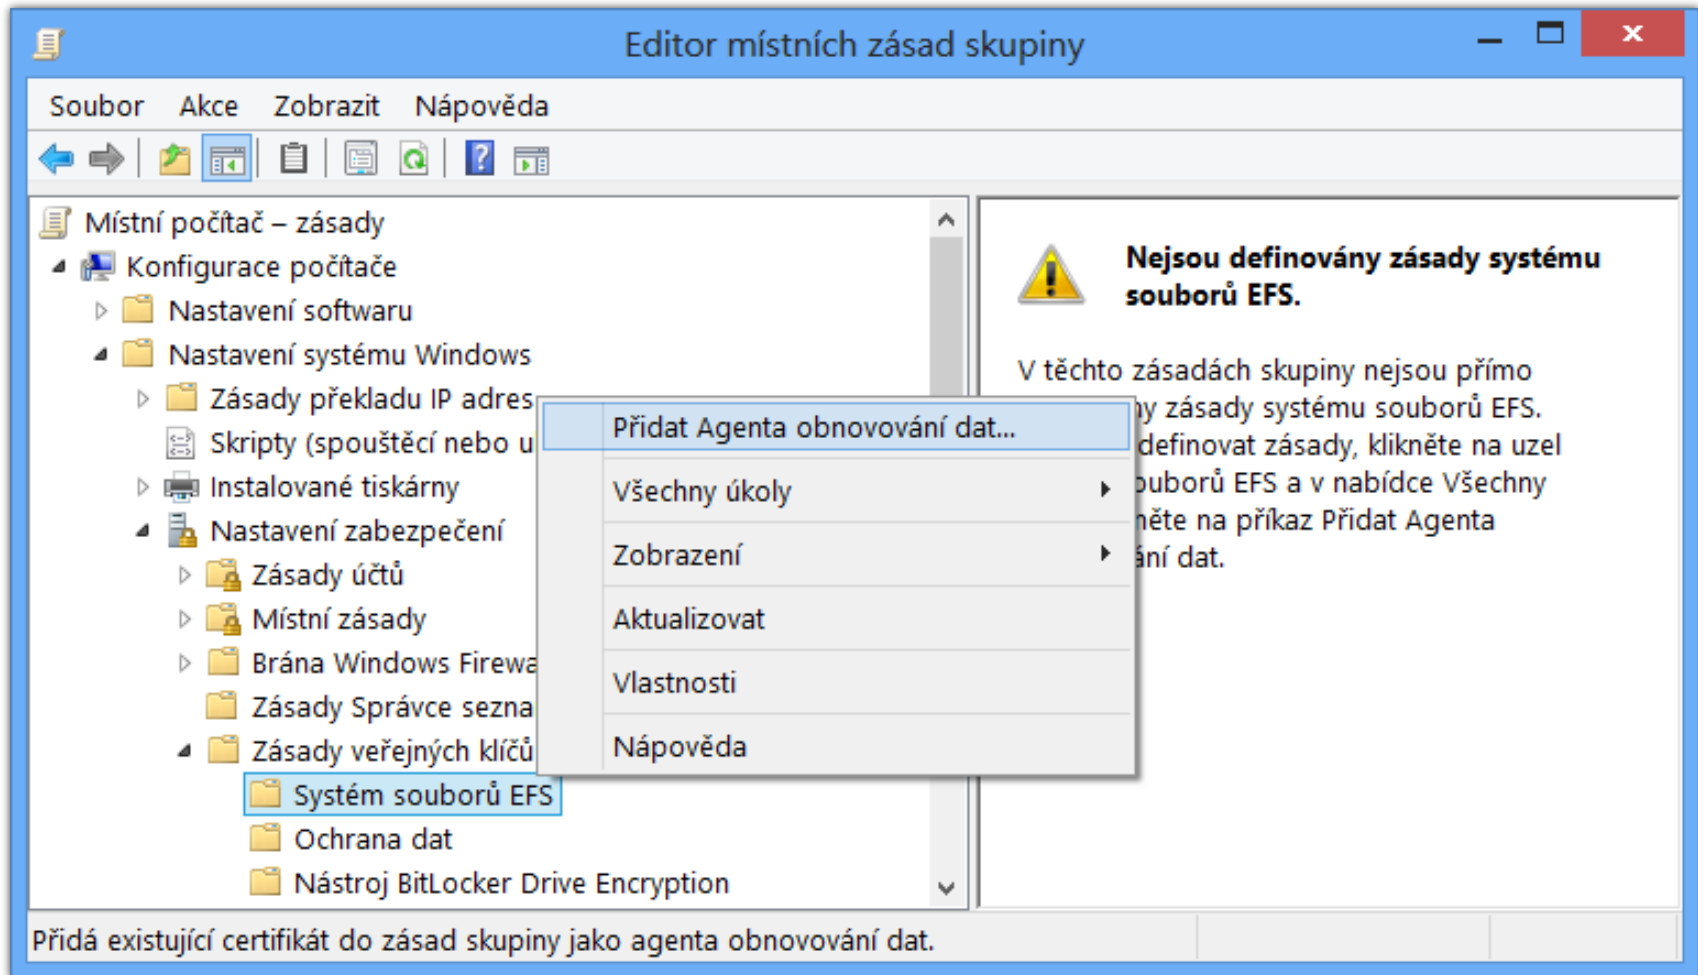 Editor místních zásad skupiny
Soubor Akce Zobrazit Nápověda
Místní počítač – zásady
Konfigurace počítače
Nastavení softwaru
Nastavení systému Windows
Zásady překladu IP adres
Skripty (spouštěcí nebo u
Instalované tiskárny
Nastavení zabezpečení
Zásady účtů
Místní zásady
Brána Windows Firewa
Zásady Správce sezna
Zásady veřejných klíčů
Systém souborů EFS
Ochrana dat
Nástroj BitLocker Drive Encryption
Přidat Agenta obnovování dat...
Všechny úkoly
Zobrazení
Aktualizovat
Vlastnosti
Nápověda
Nejsou definovány zásady systému
souborů EFS.
V těchto zásadách skupiny nejsou přímo
ny zásady systému souborů EFS.
definovat zásady, klikněte na uzel
ouborů EFS a v nabídce Všechny
něte na příkaz Přidat Agenta
ání dat.
Přidá existující certifikát do zásad skupiny jako agenta obnovování dat.